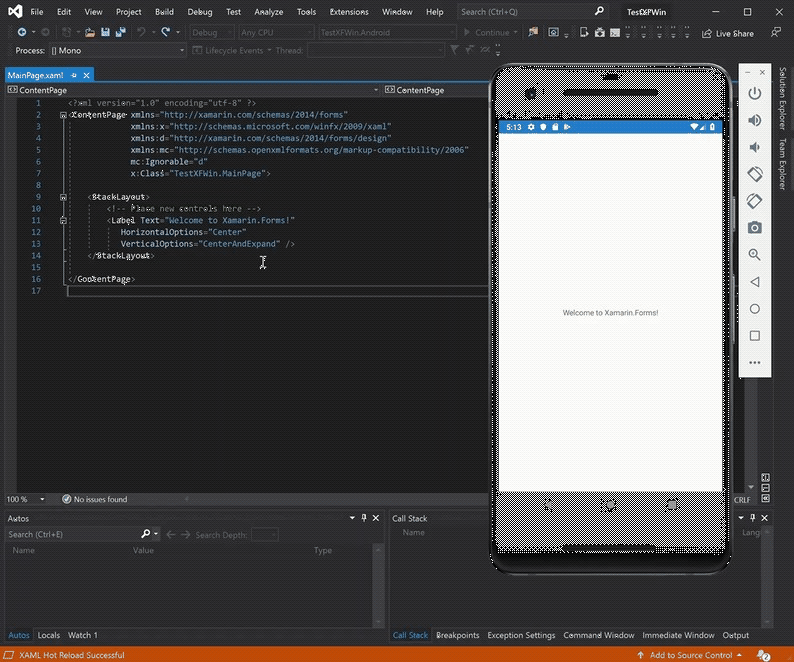 File Edit View Project Build Debug Test Analyze Tools Extensions Window Help Search (Ctrl+Q) TestXFWin
Debug Any CPU TestXFWin.Android Continue Live Share
Process: [] Mono Lifecycle Events Thread:
MainPage.xaml
ContentPage ContentPage
1 <?xml version="1.0" encoding="utf-8" ?>
2 <ContentPage xmlns="http://xamarin.com/schemas/2014/forms"
3 xmlns:x="http://schemas.microsoft.com/winfx/2009/xaml"
4 xmlns:d="http://xamarin.com/schemas/2014/forms/design"
5 xmlns:mc="http://schemas.openxmlformats.org/markup-compatibility/2006"
6 mc:Ignorable="d"
7 x:Class="TestXFWin.MainPage">
8
9 <StackLayout>
10 <!-- Place new controls here -->
11 <Label Text="Welcome to Xamarin.Forms!"
12 HorizontalOptions="Center"
13 VerticalOptions="CenterAndExpand" />
14 </StackLayout>
15
16 </ContentPage>
17
5:13
Welcome to Xamarin.Forms!
Solution Explorer
Team Explorer
100 % No issues found CRLF
Autos
Search (Ctrl+E) Search Depth:
Name Value Type
Call Stack
Name Lang
Autos Locals Watch 1
Call Stack Breakpoints Exception Settings Command Window Immediate Window Output
XAML Hot Reload Successful Add to Source Control 2